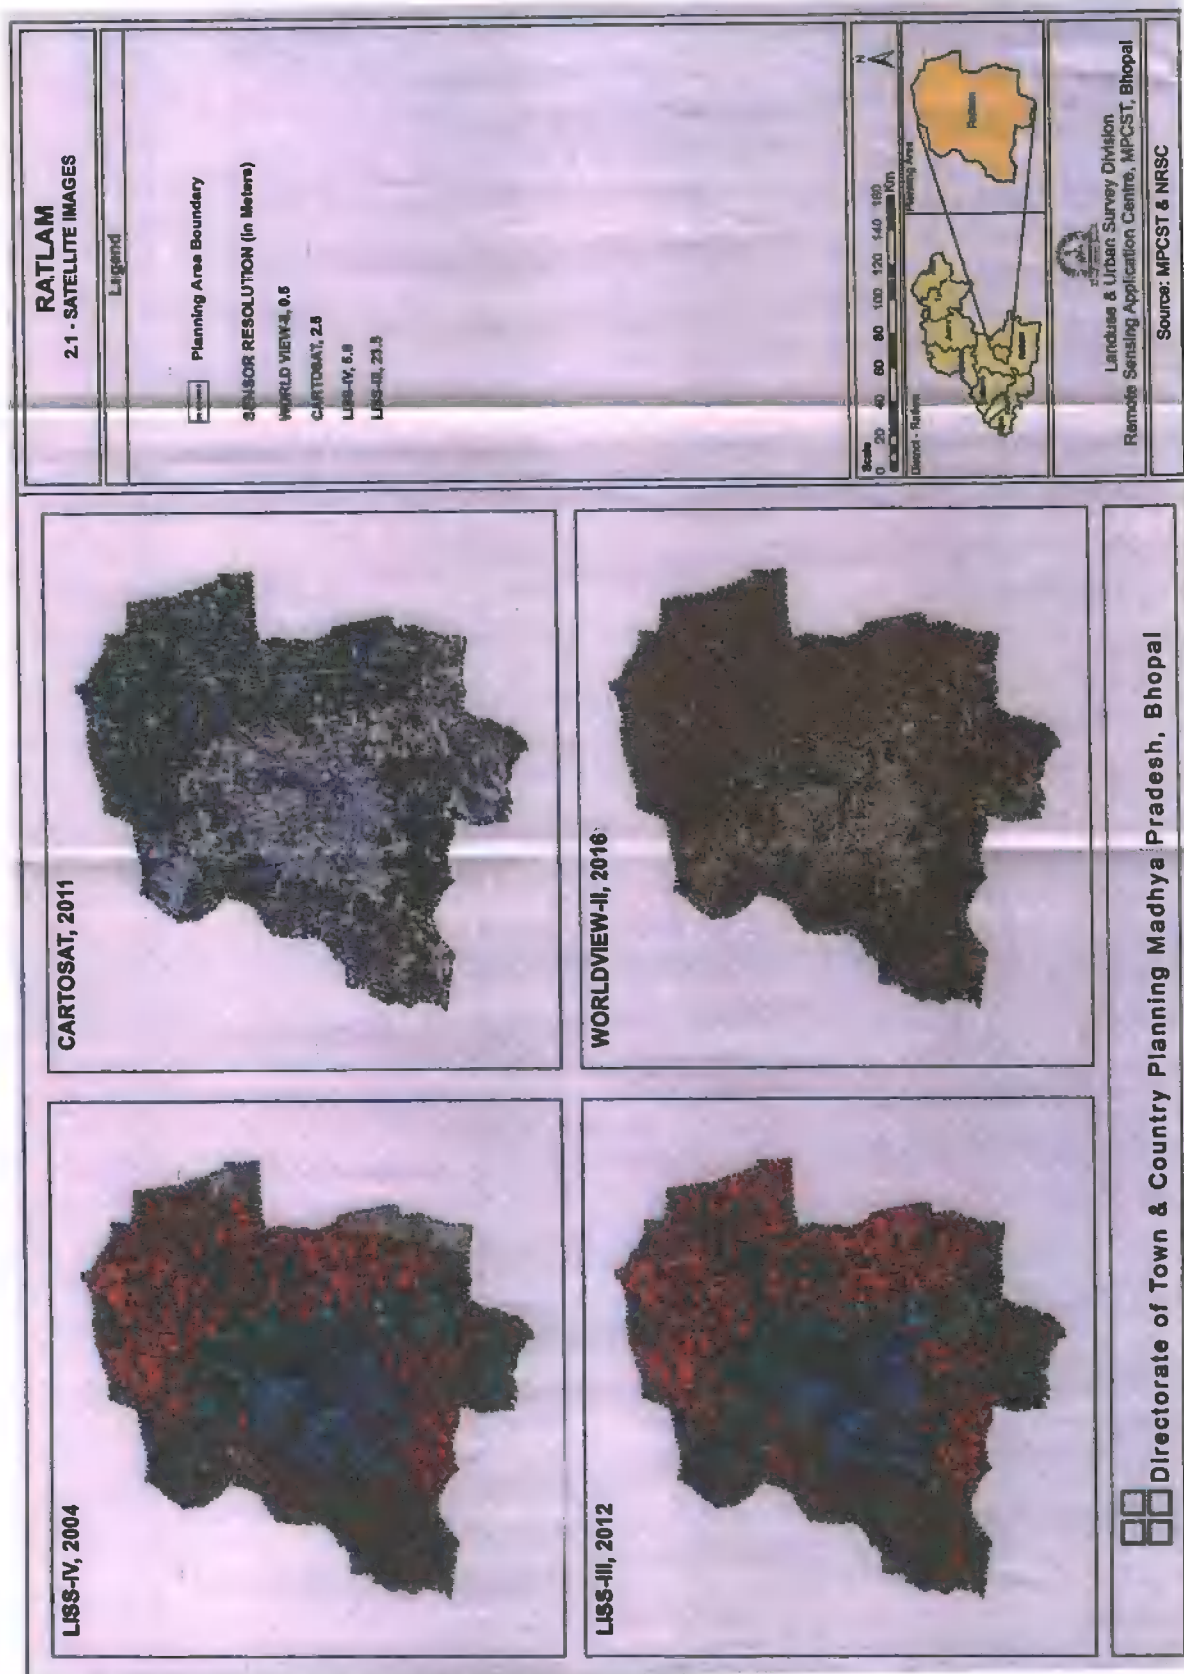 RATLAM
2.1 - SATELLITE IMAGES
Legend
Planning Area Boundary
SENSOR RESOLUTION (in Meters)
WORLD VIEW-II, 0.5
CARTOSAT, 2.5
LISS-IV, 5.8
LISS-III, 23.5
LISS-IV, 2004
CARTOSAT, 2011
LISS-III, 2012
WORLDVIEW-II, 2016
N
Scale
0 20 40 60 80 100 120 140 160
Km
District - Ratlam
Planning Area
Ratlam
Landuse & Urban Survey Division
Remote Sensing Application Centre, MPCST, Bhopal
Source: MPCST & NRSC
Directorate of Town & Country Planning Madhya Pradesh, Bhopal